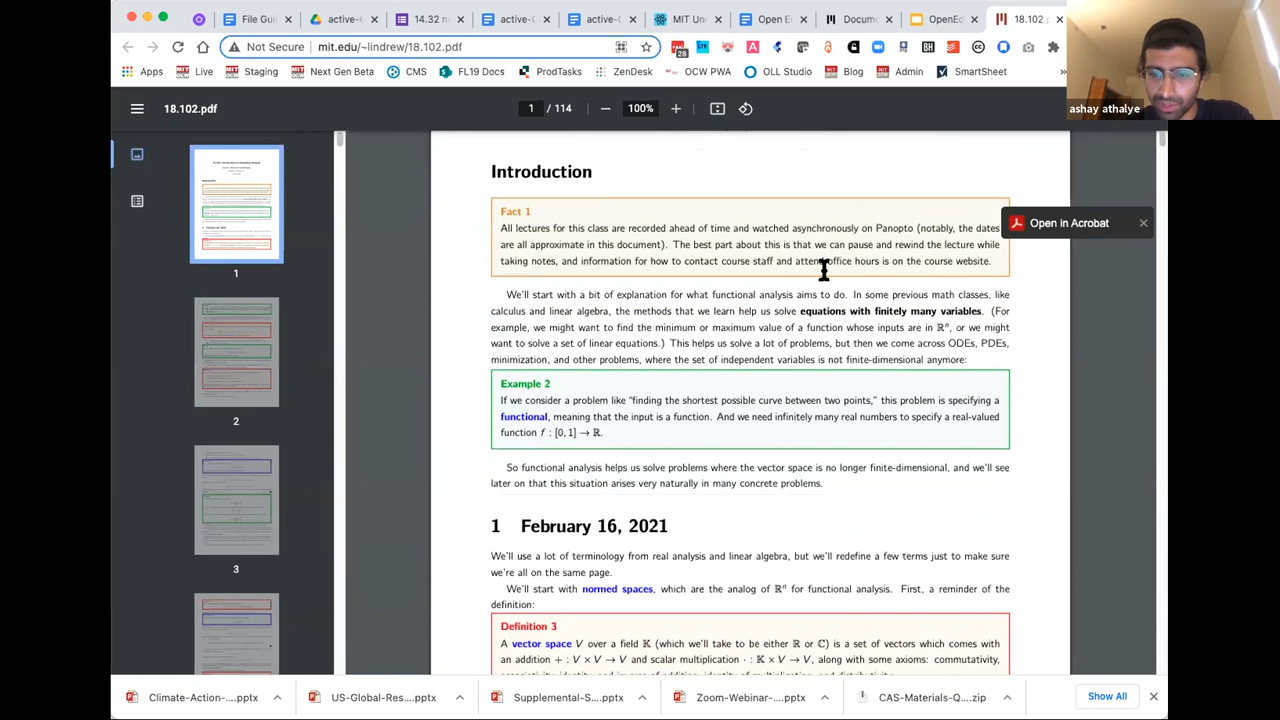 File Gui
active-
14.32 n
active-C
active-C
MIT Und
Open E
Docum
OpenEd
18.102.p
Not Secure mit.edu/~lindrew/18.102.pdf
Apps
Live
Staging
Next Gen Beta
CMS
FL19 Docs
ProdTasks
ZenDesk
OCW PWA
OLL Studio
Blog
Admin
SmartSheet
»
ashay athalye
18.102.pdf
1 / 114
100%
Introduction
Fact 1
All lectures for this class are recorded ahead of time and watched asynchronously on Panopto (notably, the dates
are all approximate in this document). The best part about this is that we can pause and rewind the lecture while
taking notes, and information for how to contact course staff and attend office hours is on the course website.
Open in Acrobat
We'll start with a bit of explanation for what functional analysis aims to do. In some previous math classes, like
calculus and linear algebra, the methods that we learn help us solve equations with finitely many variables. (For
example, we might want to find the minimum or maximum value of a function whose inputs are in ℝⁿ, or we might
want to solve a set of linear equations.) This helps us solve a lot of problems, but then we come across ODEs, PDEs,
minimization, and other problems, where the set of independent variables is not finite-dimensional anymore:
Example 2
If we consider a problem like "finding the shortest possible curve between two points," this problem is specifying a
functional, meaning that the input is a function. And we need infinitely many real numbers to specify a real-valued
function f : [0, 1] → ℝ.
So functional analysis helps us solve problems where the vector space is no longer finite-dimensional, and we'll see
later on that this situation arises very naturally in many concrete problems.
1 February 16, 2021
We'll use a lot of terminology from real analysis and linear algebra, but we'll redefine a few terms just to make sure
we're all on the same page.
We'll start with normed spaces, which are the analog of ℝⁿ for functional analysis. First, a reminder of the
definition:
Definition 3
A vector space V over a field 𝕂 (which we take to be either ℝ or ℂ) is a set of vectors which comes with
an addition + : V × V → V and scalar multiplication · : 𝕂 × V → V, along with some axioms: commutativity,
1
2
3
Climate-Action-....pptx
US-Global-Res....pptx
Supplemental-S....pptx
Zoom-Webinar-....pptx
CAS-Materials-Q....zip
Show All